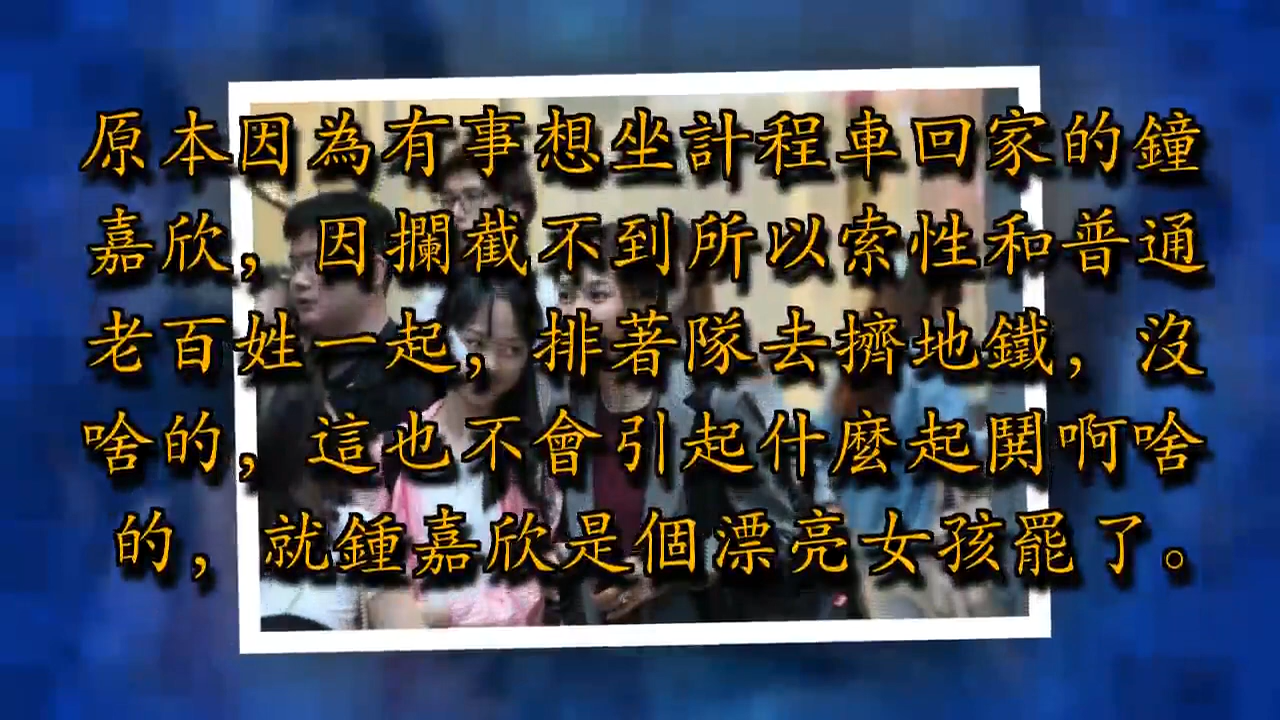 原本因為有事想坐計程車回家的鐘
嘉欣，因攔截不到所以索性和普通
老百姓一起，排著隊去擠地鐵，沒
啥的，這也不會引起什麼起鬨啊啥
的，就鍾嘉欣是個漂亮女孩罷了。